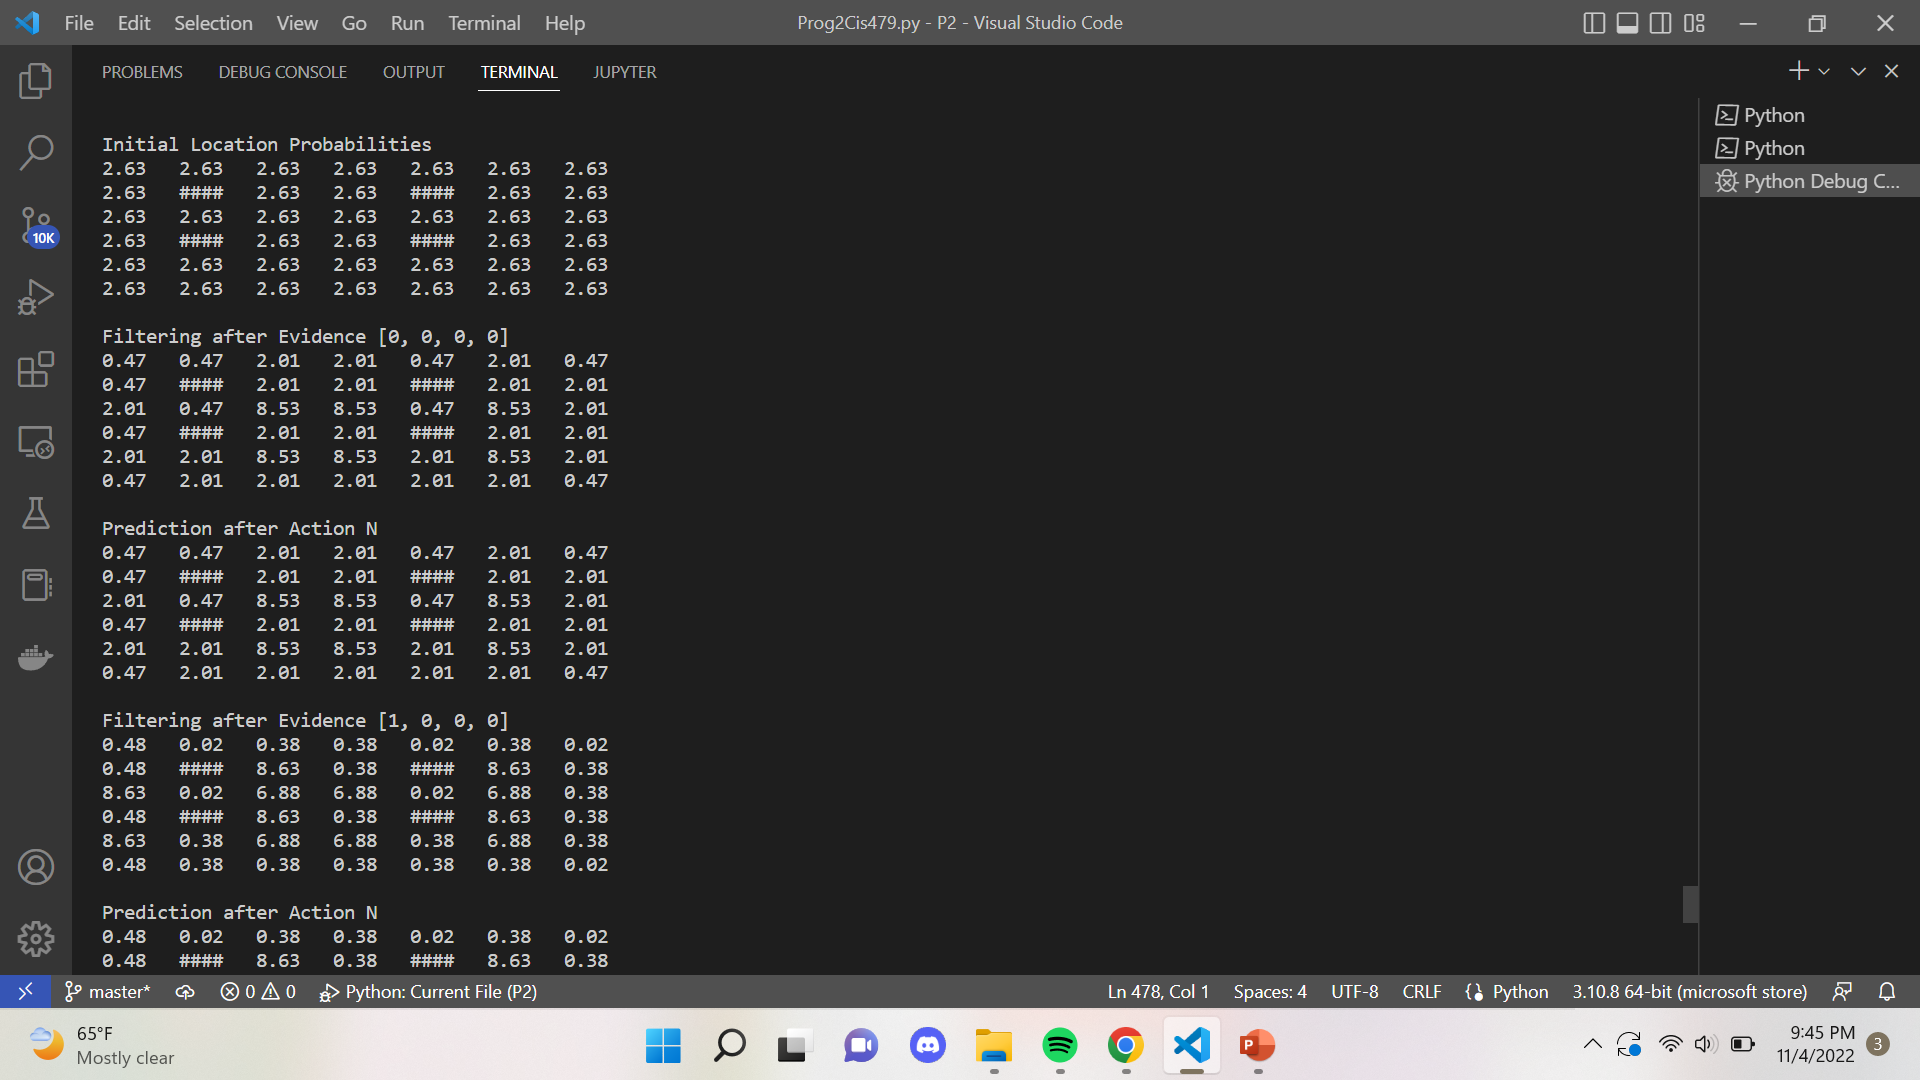 File Edit Selection View Go Run Terminal Help
Prog2Cis479.py - P2 - Visual Studio Code
PROBLEMS DEBUG CONSOLE OUTPUT TERMINAL JUPYTER
Python
Python
Python Debug C...
10K
Initial Location Probabilities
2.63 2.63 2.63 2.63 2.63 2.63 2.63
2.63 #### 2.63 2.63 #### 2.63 2.63
2.63 2.63 2.63 2.63 2.63 2.63 2.63
2.63 #### 2.63 2.63 #### 2.63 2.63
2.63 2.63 2.63 2.63 2.63 2.63 2.63
2.63 2.63 2.63 2.63 2.63 2.63 2.63
Filtering after Evidence [0, 0, 0, 0]
0.47 0.47 2.01 2.01 0.47 2.01 0.47
0.47 #### 2.01 2.01 #### 2.01 2.01
2.01 0.47 8.53 8.53 0.47 8.53 2.01
0.47 #### 2.01 2.01 #### 2.01 2.01
2.01 2.01 8.53 8.53 2.01 8.53 2.01
0.47 2.01 2.01 2.01 2.01 2.01 0.47
Prediction after Action N
0.47 0.47 2.01 2.01 0.47 2.01 0.47
0.47 #### 2.01 2.01 #### 2.01 2.01
2.01 0.47 8.53 8.53 0.47 8.53 2.01
0.47 #### 2.01 2.01 #### 2.01 2.01
2.01 2.01 8.53 8.53 2.01 8.53 2.01
0.47 2.01 2.01 2.01 2.01 2.01 0.47
Filtering after Evidence [1, 0, 0, 0]
0.48 0.02 0.38 0.38 0.02 0.38 0.02
0.48 #### 8.63 0.38 #### 8.63 0.38
8.63 0.02 6.88 6.88 0.02 6.88 0.38
0.48 #### 8.63 0.38 #### 8.63 0.38
8.63 0.38 6.88 6.88 0.38 6.88 0.38
0.48 0.38 0.38 0.38 0.38 0.38 0.02
Prediction after Action N
0.48 0.02 0.38 0.38 0.02 0.38 0.02
0.48 #### 8.63 0.38 #### 8.63 0.38
master* 0 0 Python: Current File (P2) Ln 478, Col 1 Spaces: 4 UTF-8 CRLF Python 3.10.8 64-bit (microsoft store)
65°F
Mostly clear
P
9:45 PM
11/4/2022
3